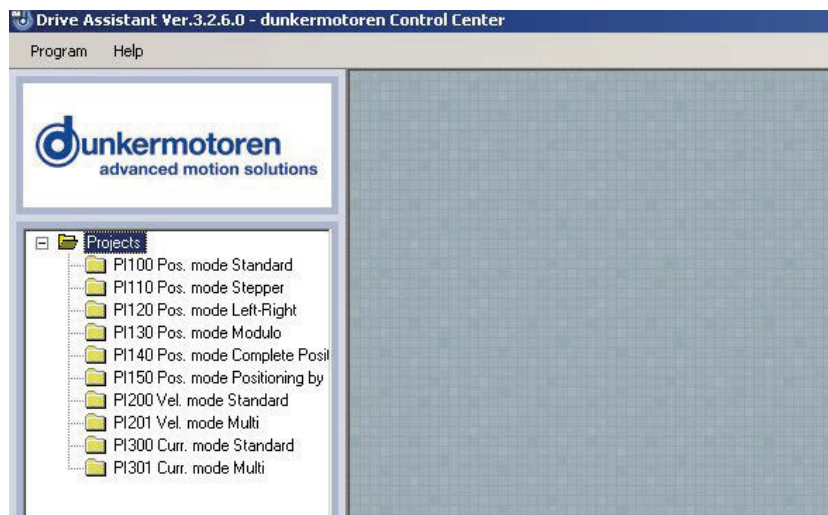 Drive Assistant Ver.3.2.6.0 - dunkermotoren Control Center
Program Help
dunkermotoren
advanced motion solutions
Projects
PI100 Pos. mode Standard
PI110 Pos. mode Stepper
PI120 Pos. mode Left-Right
PI130 Pos. mode Modulo
PI140 Pos. mode Complete Posit
PI150 Pos. mode Positioning by
PI200 Vel. mode Standard
PI201 Vel. mode Multi
PI300 Curr. mode Standard
PI301 Curr. mode Multi